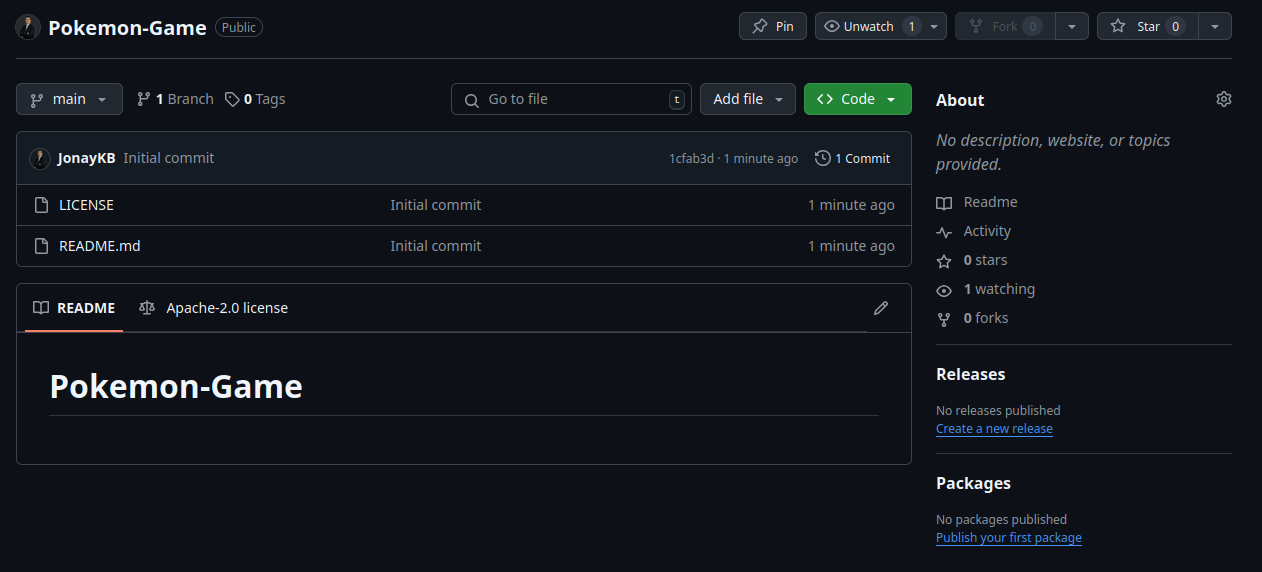 Pokemon-Game Public Pin Unwatch 1 Fork 0 Star 0
main 1 Branch 0 Tags Go to file t Add file Code
JonayKB Initial commit 1cfab3d · 1 minute ago 1 Commit
LICENSE Initial commit 1 minute ago
README.md Initial commit 1 minute ago
README Apache-2.0 license
Pokemon-Game
About
No description, website, or topics
provided.
Readme
Activity
0 stars
1 watching
0 forks
Releases
No releases published
Create a new release
Packages
No packages published
Publish your first package